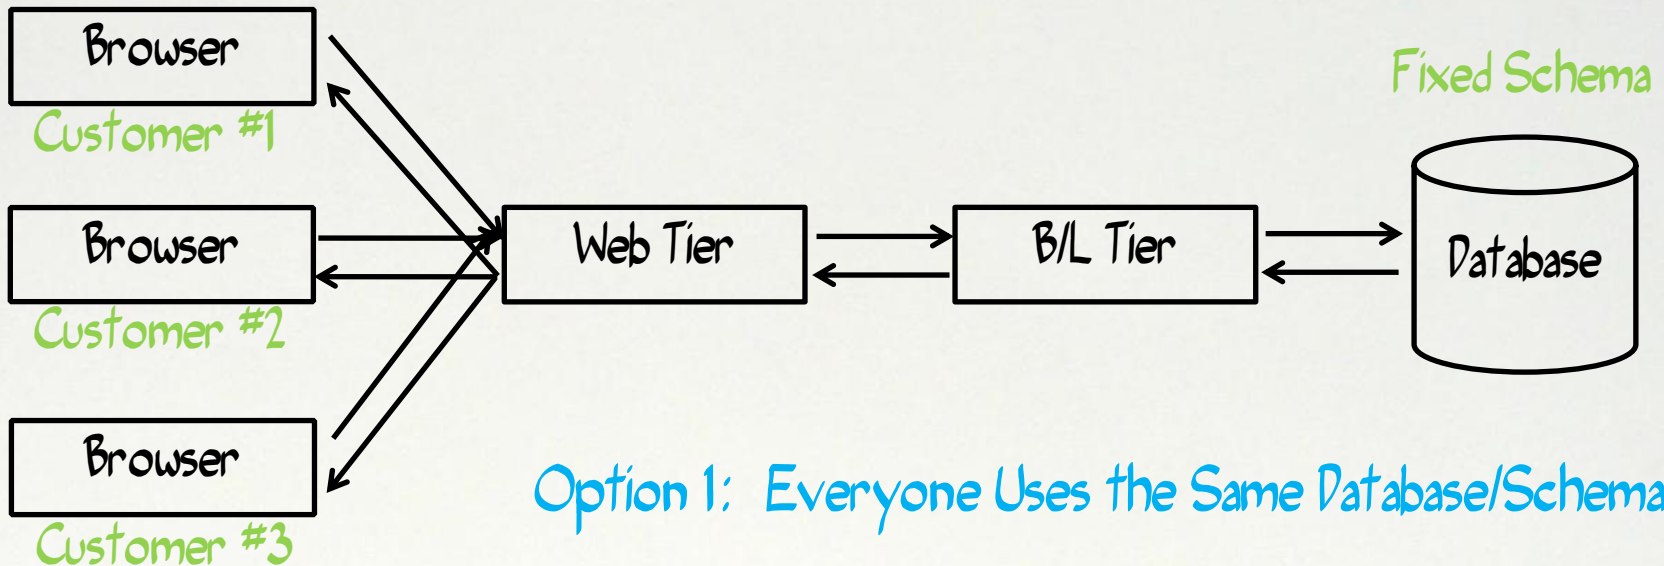 Browser
Customer #1
Fixed Schema
Browser
Customer #2
Web Tier
B/L Tier
Database
Browser
Customer #3
Option 1: Everyone Uses the Same Database/Schema